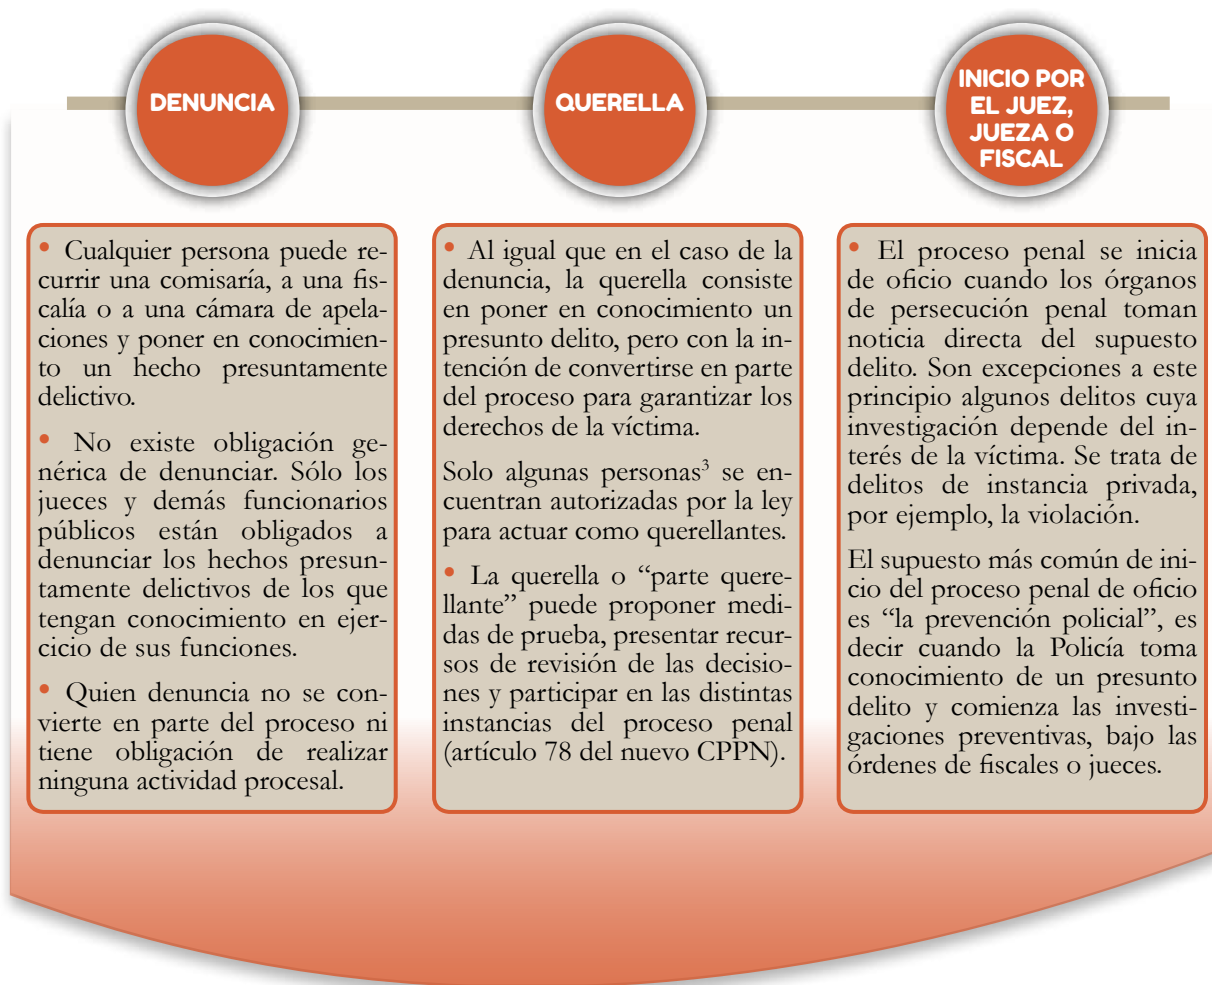 DENUNCIA
• Cualquier persona puede re-
currir una comisaría, a una fis-
calía o a una cámara de apela-
ciones y poner en conocimien-
to un hecho presuntamente
delictivo.
• No existe obligación ge-
nérica de denunciar. Sólo los
jueces y demás funcionarios
públicos están obligados a
denunciar los hechos presun-
tamente delictivos de los que
tengan conocimiento en ejer-
cicio de sus funciones.
• Quien denuncia no se con-
vierte en parte del proceso ni
tiene obligación de realizar
ninguna actividad procesal.
QUERELLA
• Al igual que en el caso de la
denuncia, la querella consiste
en poner en conocimiento un
presunto delito, pero con la in-
tención de convertirse en parte
del proceso para garantizar los
derechos de la víctima.
Solo algunas personas³ se en-
cuentran autorizadas por la ley
para actuar como querellantes.
• La querella o “parte quere-
llante” puede proponer medi-
das de prueba, presentar recur-
sos de revisión de las decisio-
nes y participar en las distintas
instancias del proceso penal
(artículo 78 del nuevo CPPN).
INICIO POR
EL JUEZ,
JUEZA O
FISCAL
• El proceso penal se inicia
de oficio cuando los órganos
de persecución penal toman
noticia directa del supuesto
delito. Son excepciones a este
principio algunos delitos cuya
investigación depende del in-
terés de la víctima. Se trata de
delitos de instancia privada,
por ejemplo, la violación.
El supuesto más común de ini-
cio del proceso penal de oficio
es “la prevención policial”, es
decir cuando la Policía toma
conocimiento de un presunto
delito y comienza las investi-
gaciones preventivas, bajo las
órdenes de fiscales o jueces.